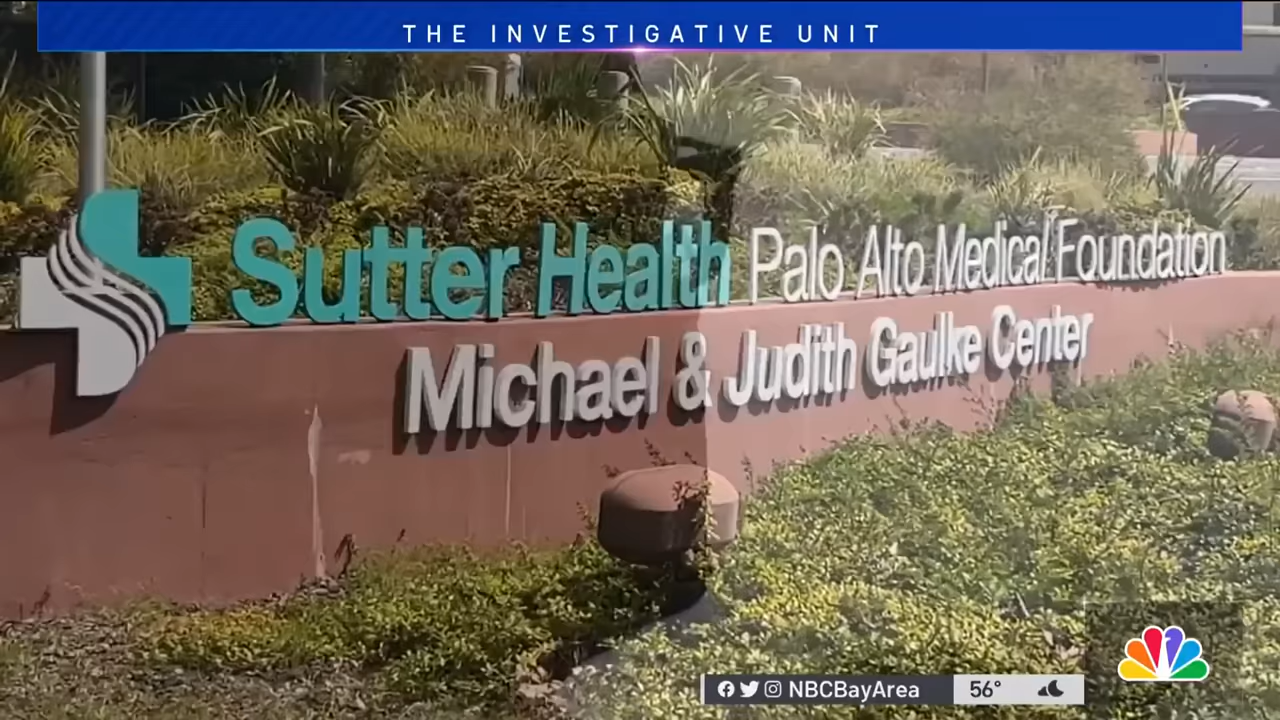 THE INVESTIGATIVE UNIT
Sutter Health Palo Alto Medical Foundation
Michael & Judith Gaulke Center
NBCBayArea 56°